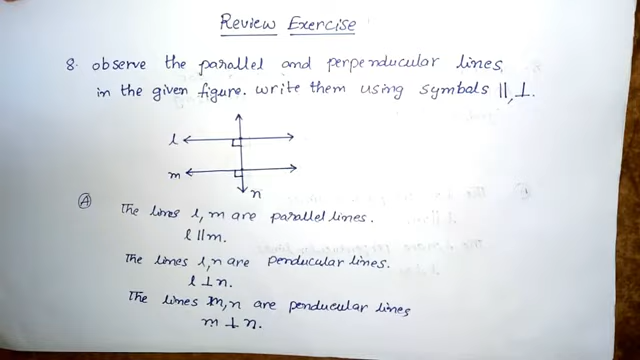 Review Exercise
8. observe the parallel and perpenducular lines
in the given figure. write them using symbols ||, ⊥.
l
m
n
Ⓐ
The lines l, m are parallel lines.
l || m.
The lines l, n are penducular lines.
l ⊥ n.
The lines m, n are penducular lines
m ⊥ n.